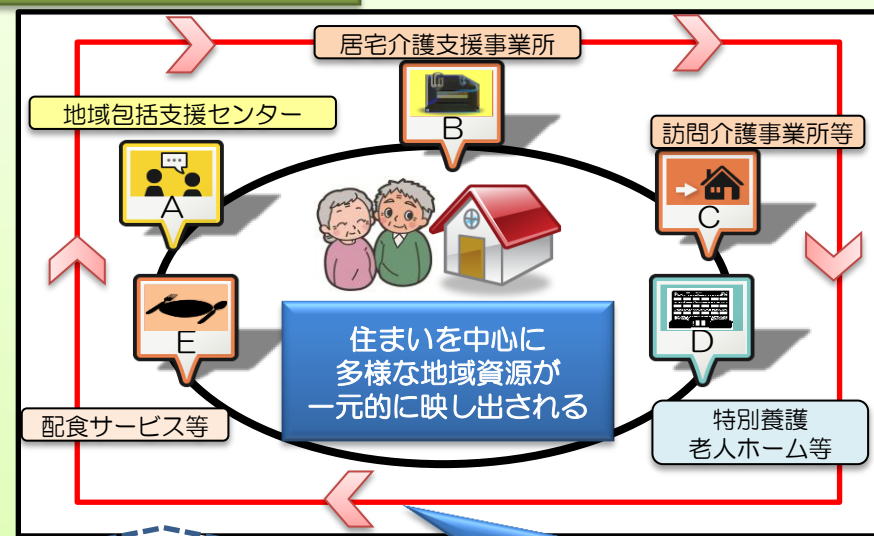 居宅介護支援事業所
B
地域包括支援センター
A
訪問介護事業所等
C
E
D
住まいを中心に
多様な地域資源が
一元的に映し出される
配食サービス等
特別養護
老人ホーム等